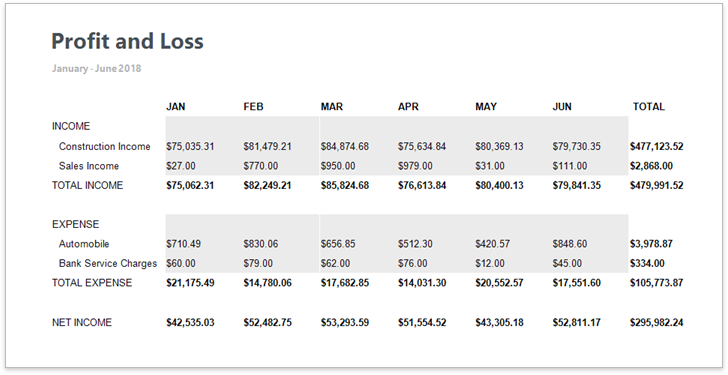 Profit and Loss
January - June 2018
JAN FEB MAR APR MAY JUN TOTAL
INCOME
Construction Income $75,035.31 $81,479.21 $84,874.68 $75,634.84 $80,369.13 $79,730.35 $477,123.52
Sales Income $27.00 $770.00 $950.00 $979.00 $31.00 $111.00 $2,868.00
TOTAL INCOME $75,062.31 $82,249.21 $85,824.68 $76,613.84 $80,400.13 $79,841.35 $479,991.52
EXPENSE
Automobile $710.49 $830.06 $656.85 $512.30 $420.57 $848.60 $3,978.87
Bank Service Charges $60.00 $79.00 $62.00 $76.00 $12.00 $45.00 $334.00
TOTAL EXPENSE $21,175.49 $14,780.06 $17,682.85 $14,031.30 $20,552.57 $17,551.60 $105,773.87
NET INCOME $42,535.03 $52,482.75 $53,293.59 $51,554.52 $43,305.18 $52,811.17 $295,982.24